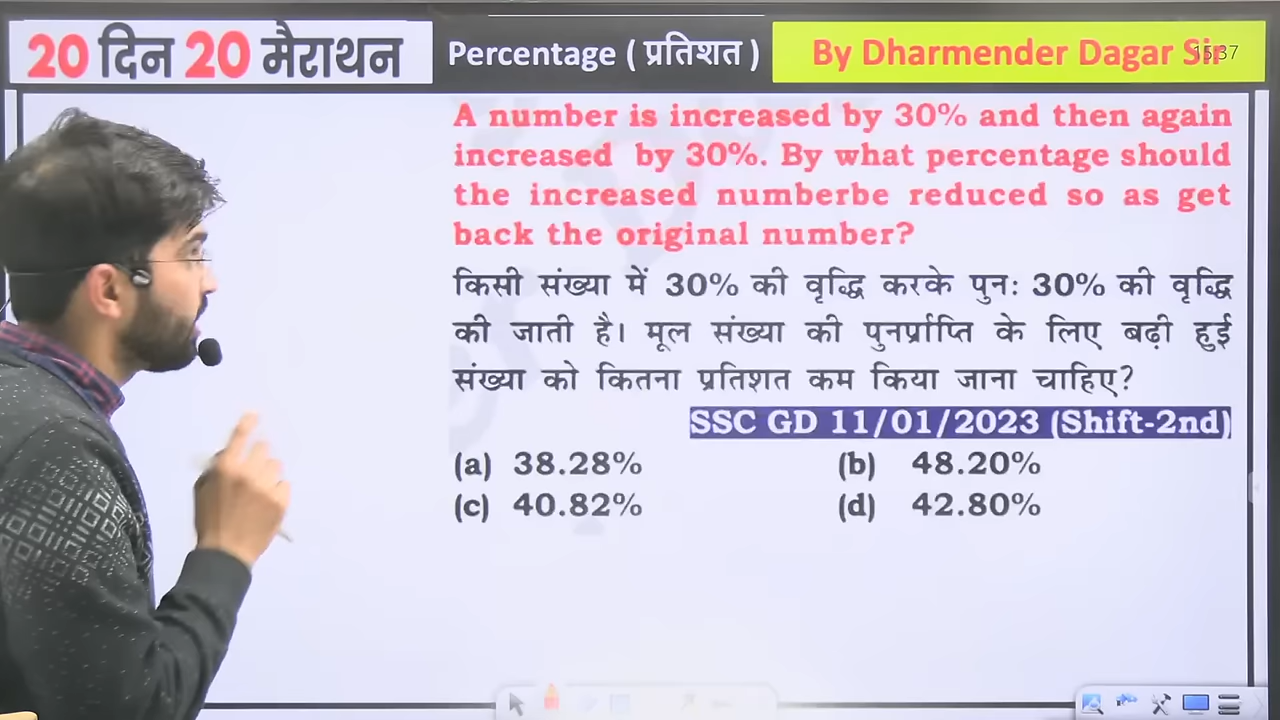 20 दिन 20 मैराथन
Percentage ( प्रतिशत )
By Dharmender Dagar Sir
15:37
A number is increased by 30% and then again
increased by 30%. By what percentage should
the increased numberbe reduced so as get
back the original number?
किसी संख्या में 30% की वृद्धि करके पुनः 30% की वृद्धि
की जाती है। मूल संख्या की पुनर्प्राप्ति के लिए बढ़ी हुई
संख्या को कितना प्रतिशत कम किया जाना चाहिए?
SSC GD 11/01/2023 (Shift-2nd)
(a) 38.28% (b) 48.20%
(c) 40.82% (d) 42.80%